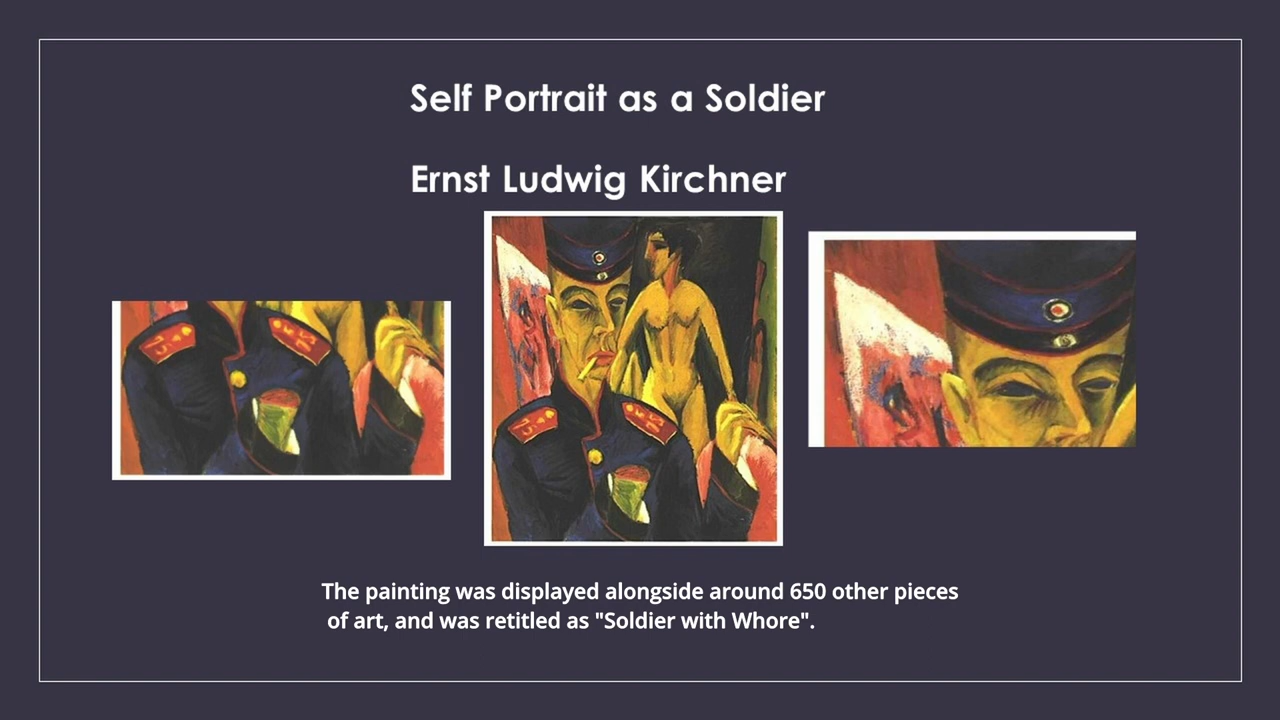 Self Portrait as a Soldier
Ernst Ludwig Kirchner
75
The painting was displayed alongside around 650 other pieces
of art, and was retitled as "Soldier with Whore".